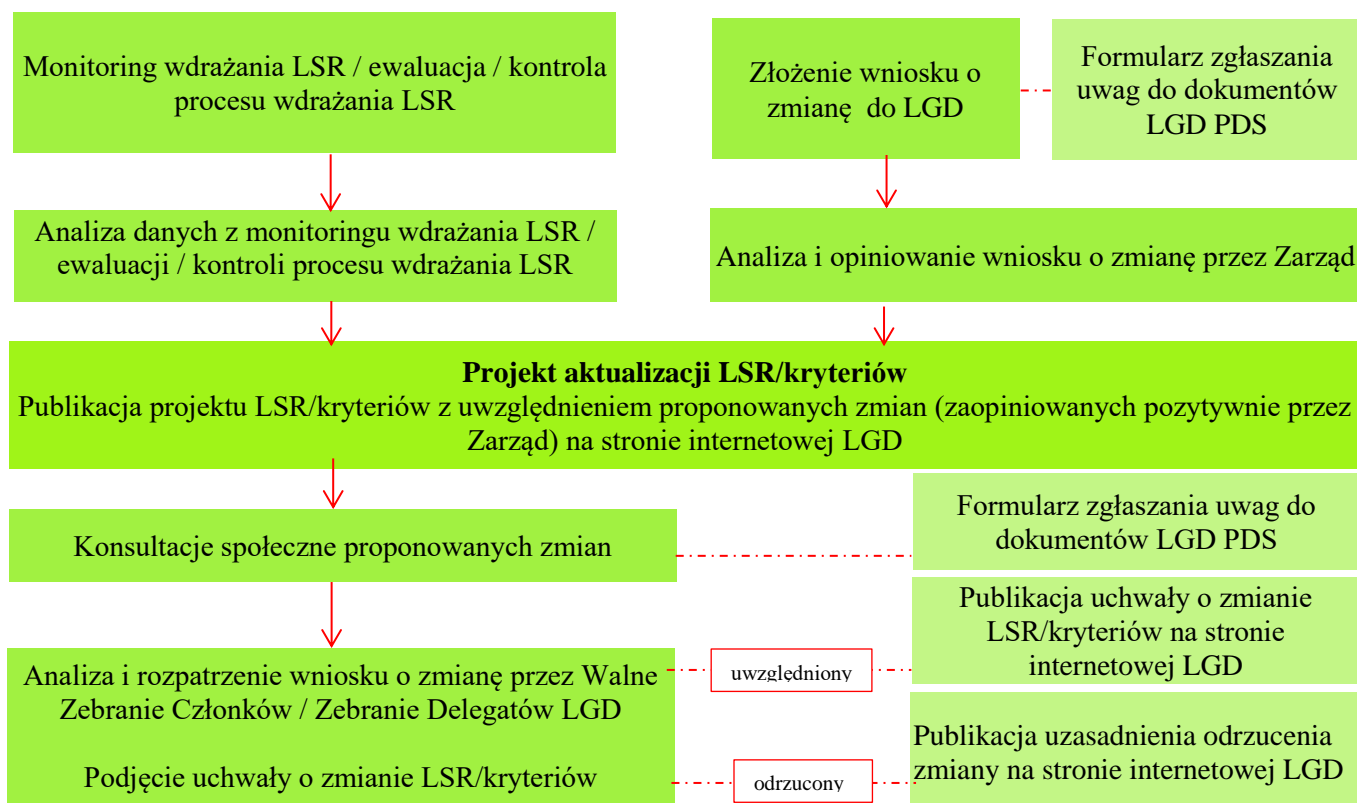 Monitoring wdrażania LSR / ewaluacja / kontrola
procesu wdrażania LSR
Złożenie wniosku o
zmianę do LGD
Formularz zgłaszania
uwag do dokumentów
LGD PDS
Analiza danych z monitoringu wdrażania LSR /
ewaluacji / kontroli procesu wdrażania LSR
Analiza i opiniowanie wniosku o zmianę przez Zarząd
Projekt aktualizacji LSR/kryteriów
Publikacja projektu LSR/kryteriów z uwzględnieniem proponowanych zmian (zaopiniowanych pozytywnie przez
Zarząd) na stronie internetowej LGD
Konsultacje społeczne proponowanych zmian
Formularz zgłaszania uwag do
dokumentów LGD PDS
Analiza i rozpatrzenie wniosku o zmianę przez Walne
Zebranie Członków / Zebranie Delegatów LGD
Podjęcie uchwały o zmianie LSR/kryteriów
uwzględniony
Publikacja uchwały o zmianie
LSR/kryteriów na stronie
internetowej LGD
odrzucony
Publikacja uzasadnienia odrzucenia
zmiany na stronie internetowej LGD